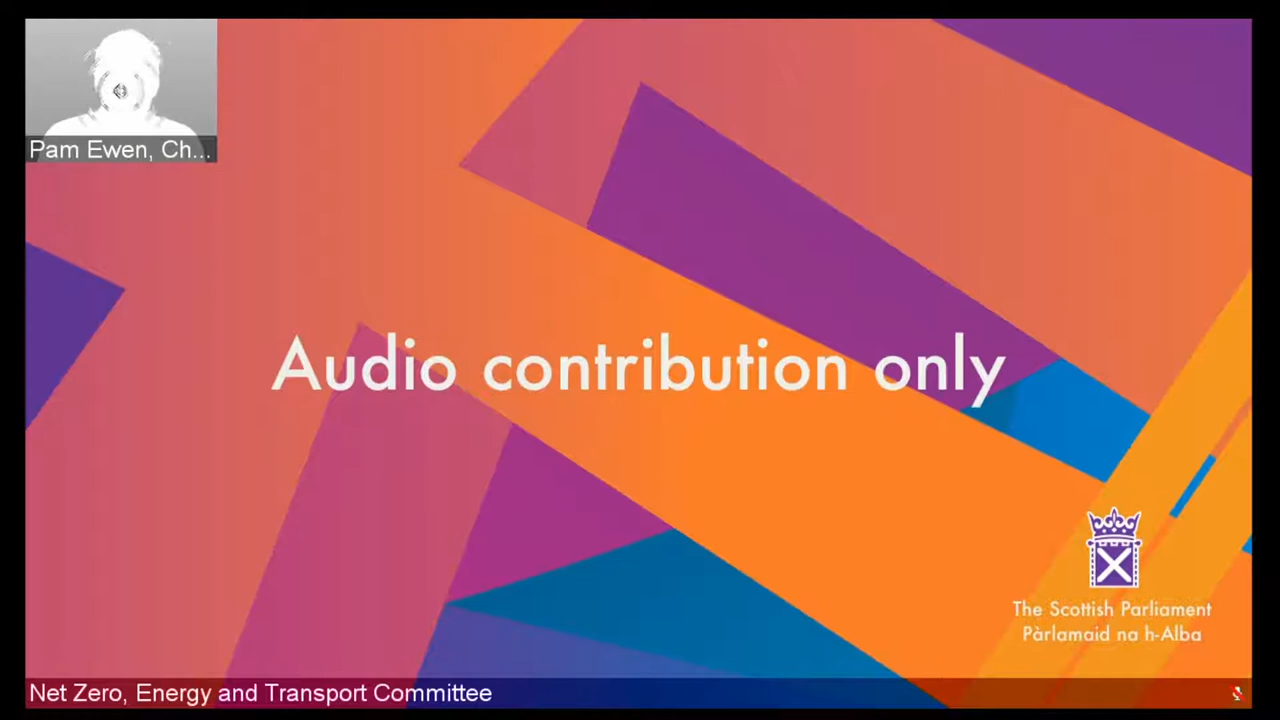 Pam Ewen, Ch...
Audio contribution only
The Scottish Parliament
Pàrlamaid na h-Alba
Net Zero, Energy and Transport Committee